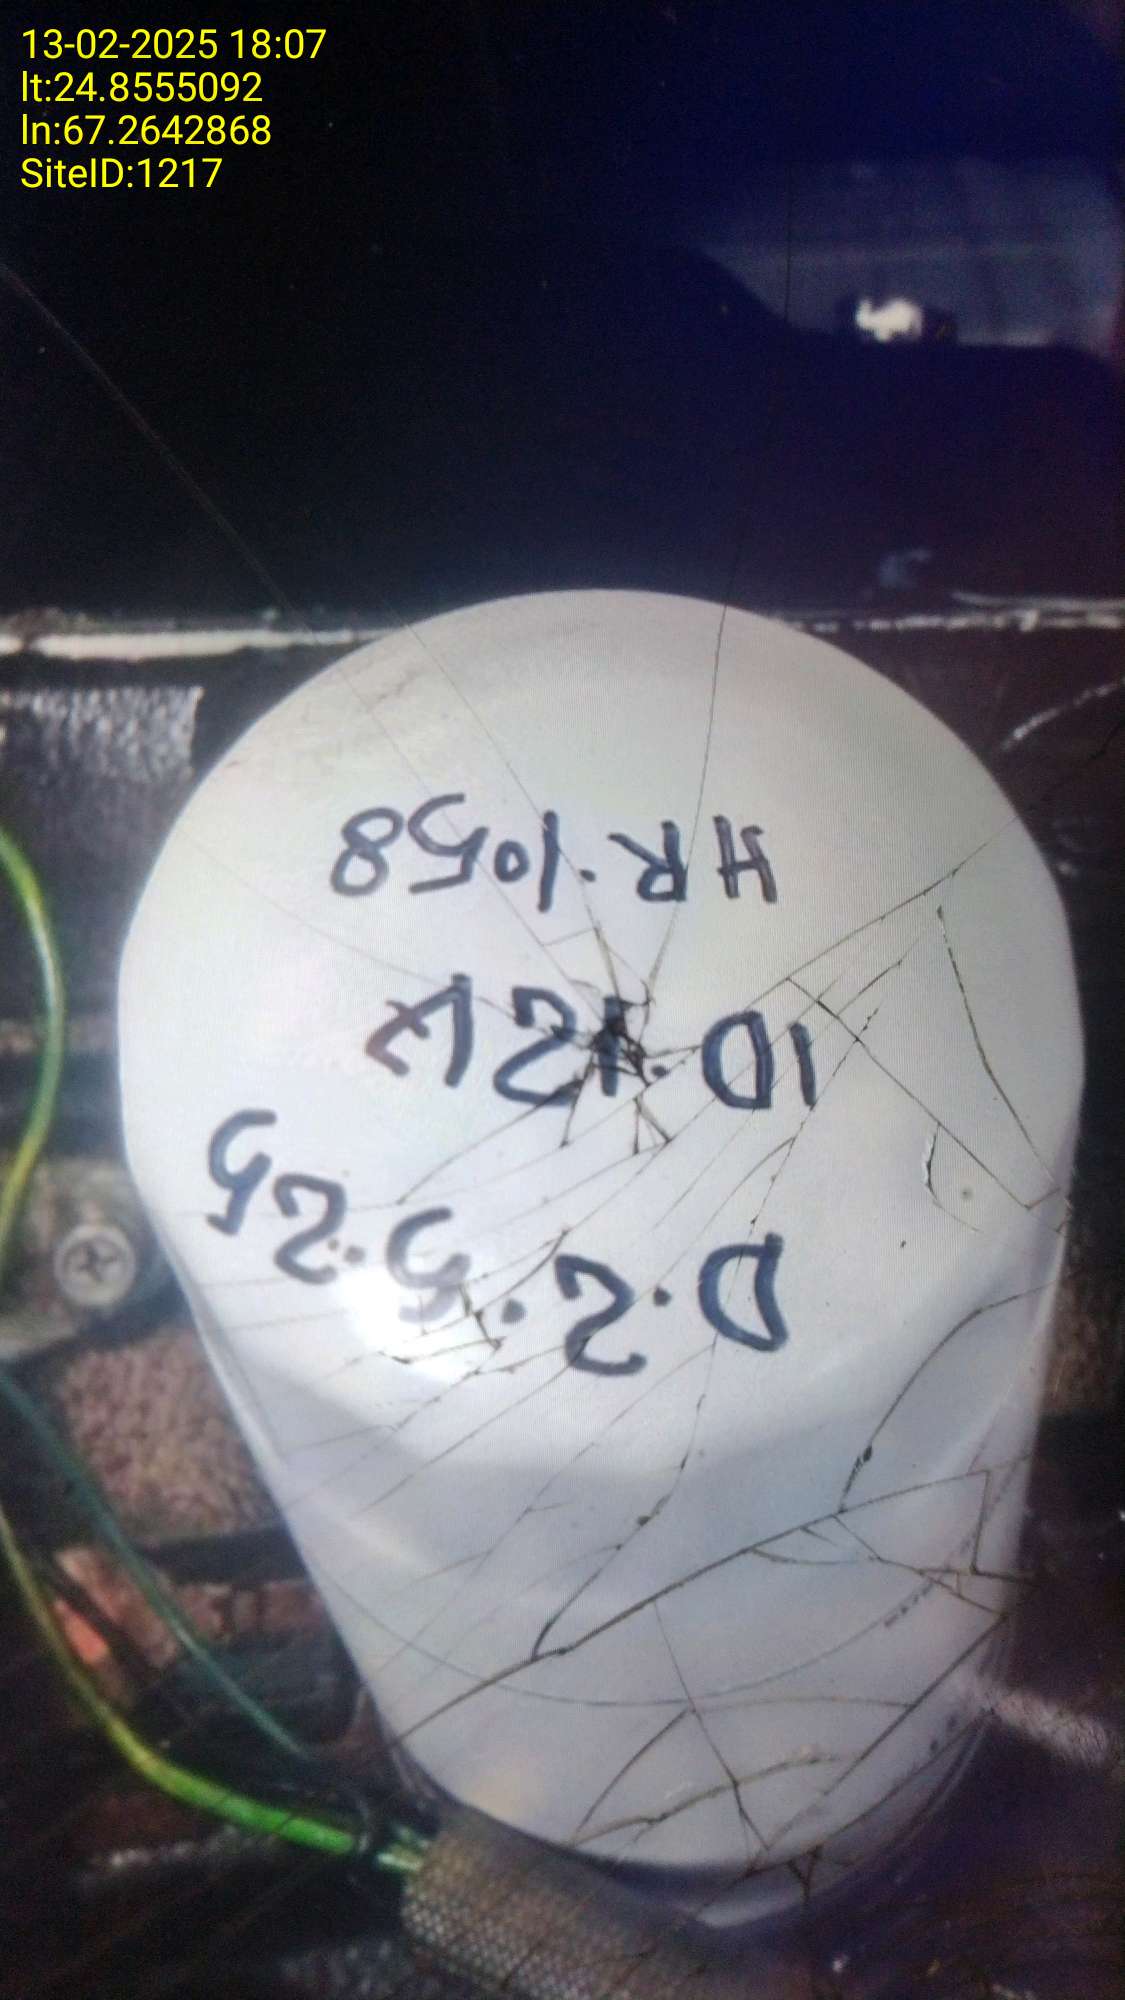 13-02-2025 18:07
lt:24.8555092
ln:67.2642868
SiteID:1217
D.2.5.25
ID.1217
HR.1058